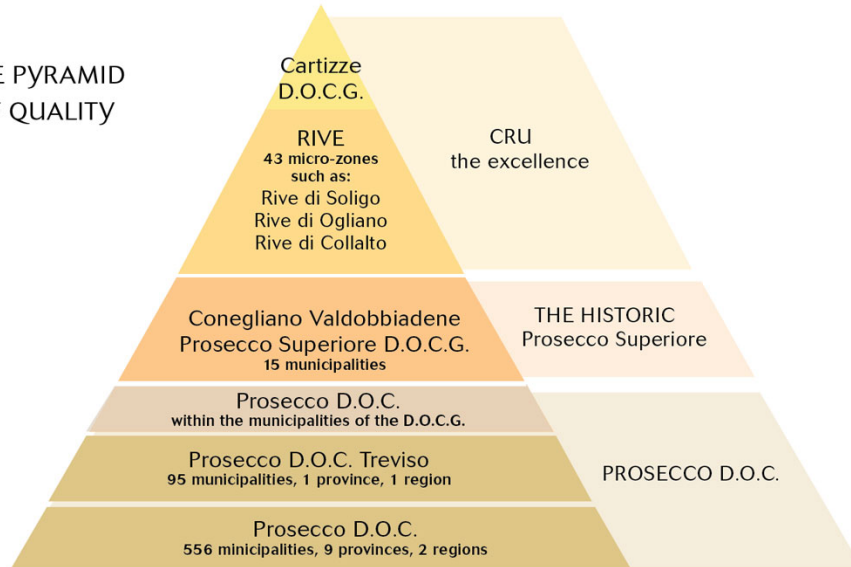 E PYRAMID
QUALITY
Cartizze
D.O.C.G.
RIVE
43 micro-zones
such as:
Rive di Soligo
Rive di Ogliano
Rive di Collalto
CRU
the excellence
Conegliano Valdobbiadene
Prosecco Superiore D.O.C.G.
15 municipalities
THE HISTORIC
Prosecco Superiore
Prosecco D.O.C.
within the municipalities of the D.O.C.G.
Prosecco D.O.C. Treviso
95 municipalities, 1 province, 1 region
PROSECCO D.O.C.
Prosecco D.O.C.
556 minicipalities, 9 provinces, 2 regions